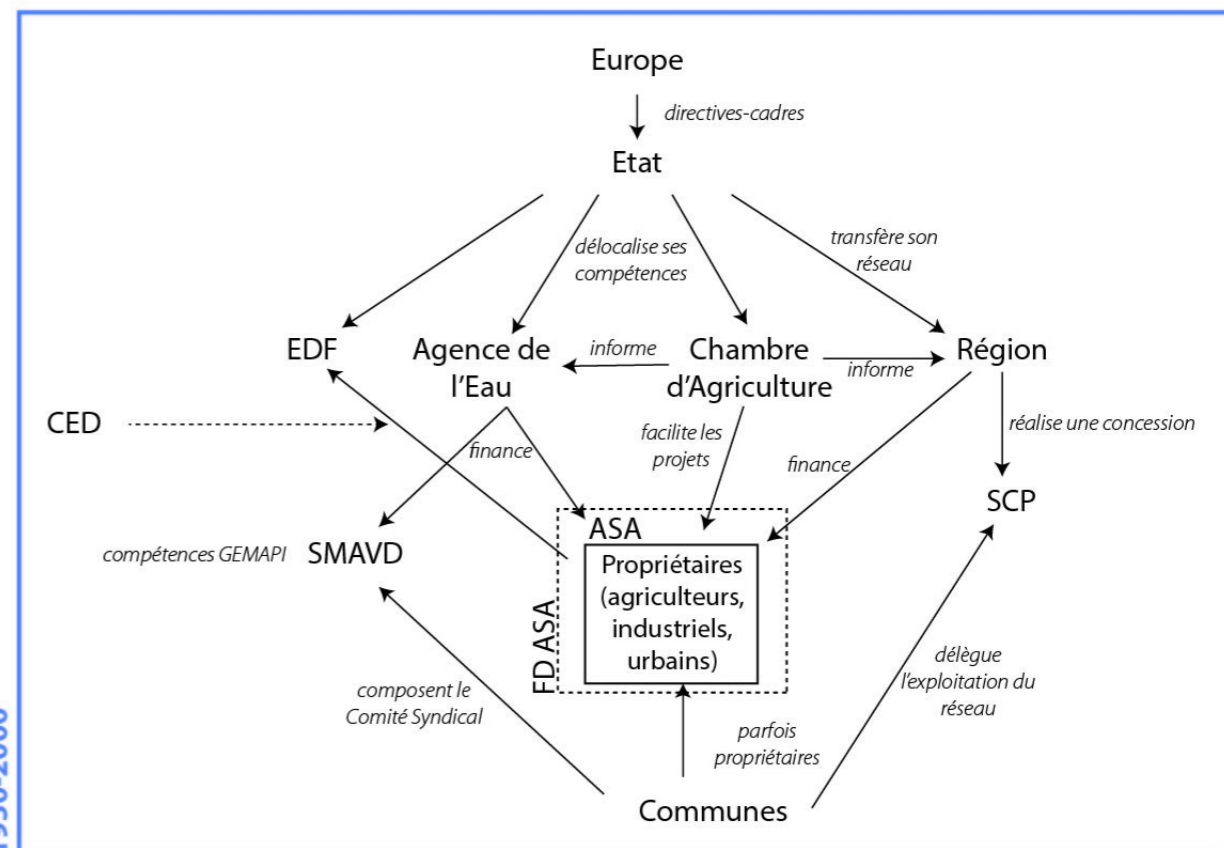 Europe
directives-cadres
Etat
délocalise ses
compétences
transfère son
réseau
EDF
Agence de
l'Eau
informe
Chambre
d'Agriculture
informe
Région
CED
finance
facilite les
projets
finance
réalise une concession
SCP
compétences GEMAPI
SMAVD
ASA
Propriétaires
(agriculteurs,
industriels,
urbains)
FD ASA
composent le
Comité Syndical
parfois
propriétaires
délègue
l'exploitation du
réseau
Communes